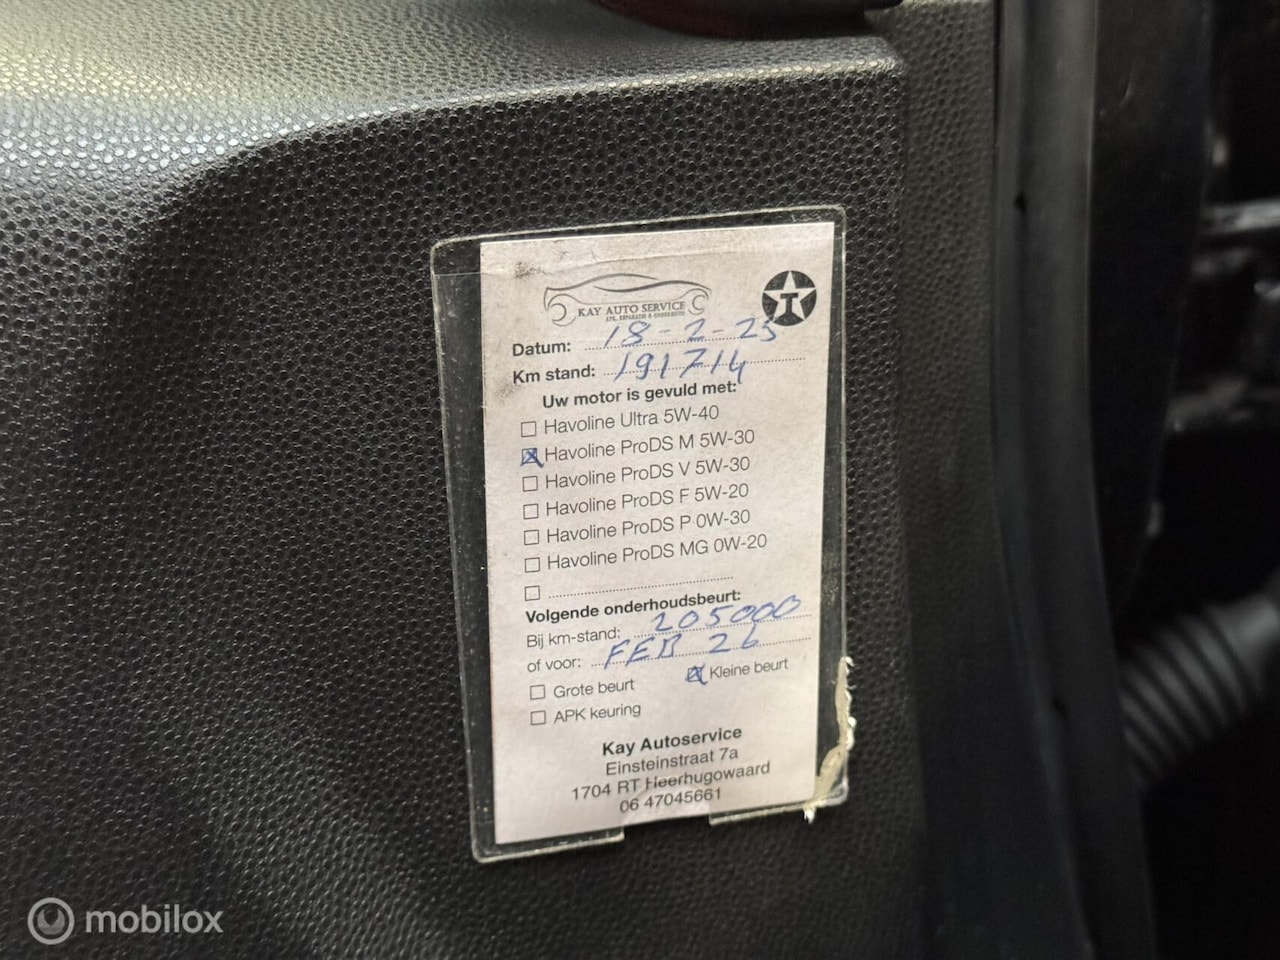 KAY AUTO SERVICE
APK, REPARATIE & ONDERHOUD
T
Datum: 18-2-25
Km stand: 191714
Uw motor is gevuld met:
Havoline Ultra 5W-40
Havoline ProDS M 5W-30
Havoline ProDS V 5W-30
Havoline ProDS F 5W-20
Havoline ProDS P 0W-30
Havoline ProDS MG 0W-20
Volgende onderhoudsbeurt:
Bij km-stand: 205000
of voor: FEB 26
Grote beurt Kleine beurt
APK keuring
Kay Autoservice
Einsteinstraat 7a
1704 RT Heerhugowaard
06 47045661
mobilox